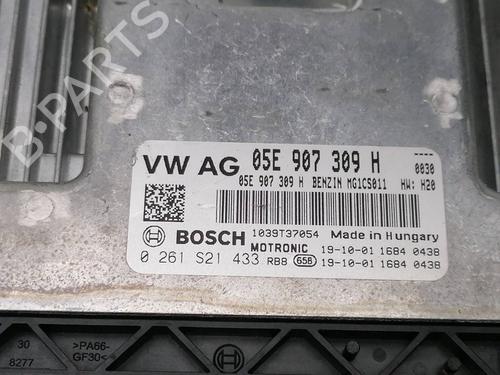 B-PARTS
VW AG 05E 907 309 H ----
05E 907 309 H BENZIN MG1CS011 0030
HW: H20
BOSCH 1039T37054 Made in Hungary
MOTRONIC 19-10-01 1684 0438
0 261 S21 433 RB8 658 19-10-01 1684 0438
30 >PA66-
8277 GF30<
BOSCH